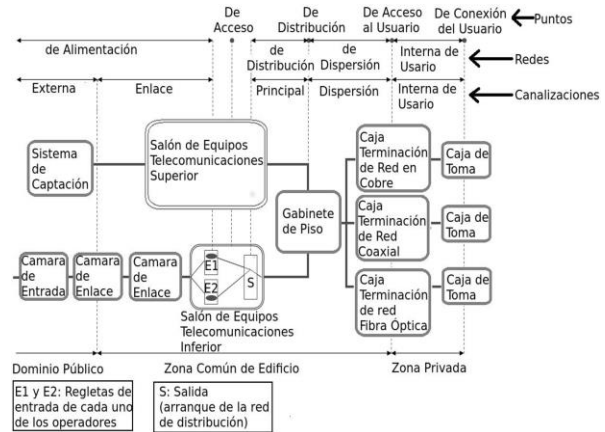 De
Acceso
De
Distribución
De Acceso
al Usuario
De Conexión
del Usuario
Puntos
de Alimentación
de
Distribución
de
Dispersión
Interna de
Usario
Redes
Externa
Enlace
Principal
Dispersión
Interna de
Usario
Canalizaciones
Sistema
de
Captación
Salón de Equipos
Telecomunicaciones
Superior
Gabinete
de Piso
Caja
Terminación
de Red en
Cobre
Caja de
Toma
Caja
Terminación
de Red
Coaxial
Caja de
Toma
Caja
Terminación
de red
Fibra Óptica
Caja de
Toma
Camara
de
Entrada
Camara
de
Enlace
Camara
de
Enlace
E1
E2
S
Salón de Equipos
Telecomunicaciones
Inferior
Dominio Público
Zona Común de Edificio
Zona Privada
E1 y E2: Regletas de
entrada de cada uno
de los operadores
S: Salida
(arranque de la red
de distribución)